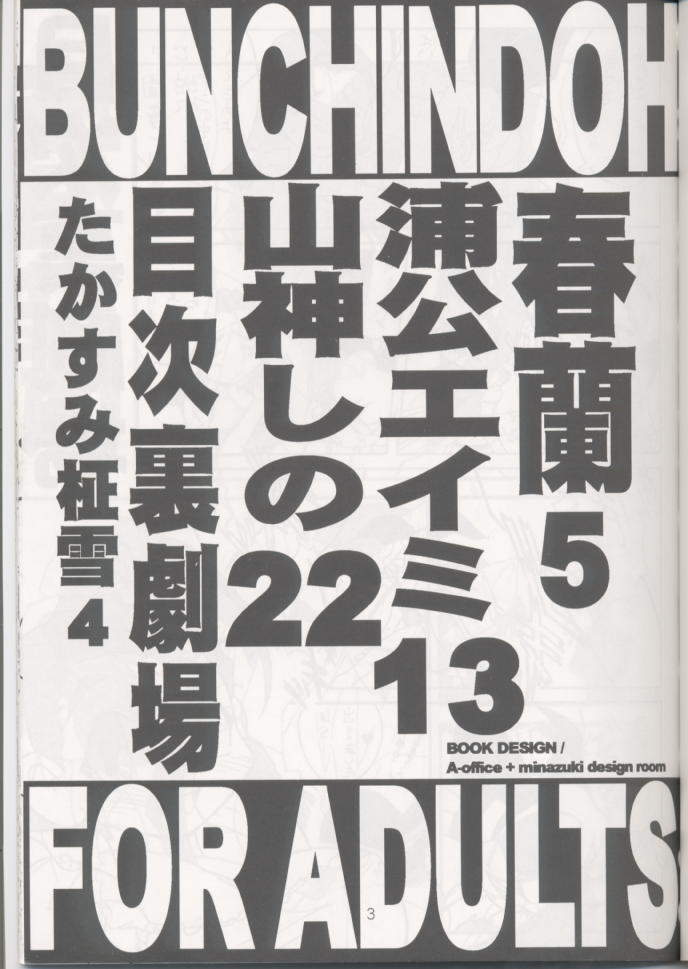 BUNCHINDOH
春蘭 5
浦公エイミ 13
山神しの 22
目次裏劇場
たかすみ柾雪 4
BOOK DESIGN /
A-office + minazuki design room
FOR ADULTS
3